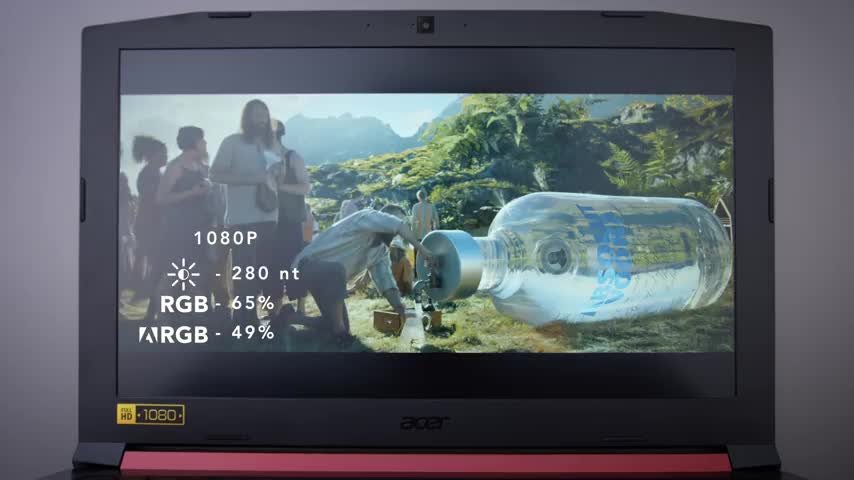 1080P
- 280 nt
RGB - 65%
ARGB - 49%
FULL HD 1080
acer